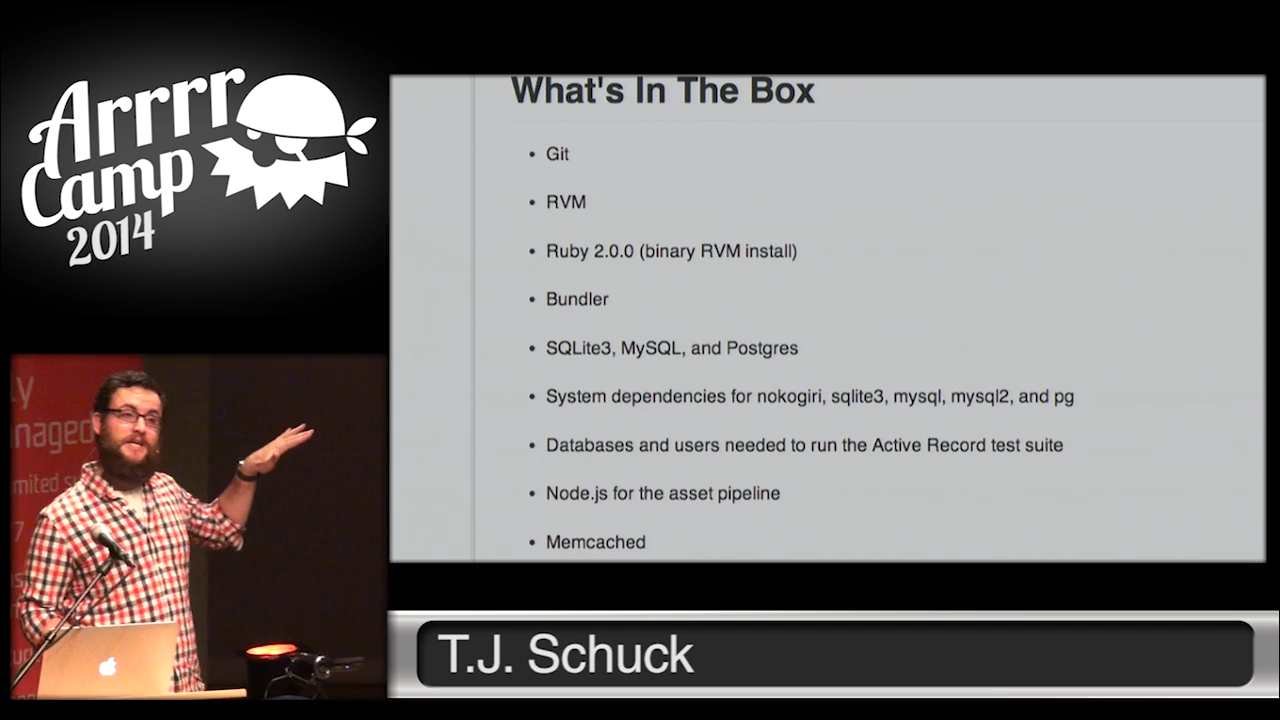 Arrrr
Camp
2014
What's In The Box
• Git
• RVM
• Ruby 2.0.0 (binary RVM install)
• Bundler
• SQLite3, MySQL, and Postgres
• System dependencies for nokogiri, sqlite3, mysql, mysql2, and pg
• Databases and users needed to run the Active Record test suite
• Node.js for the asset pipeline
• Memcached
naged
mited
T.J. Schuck